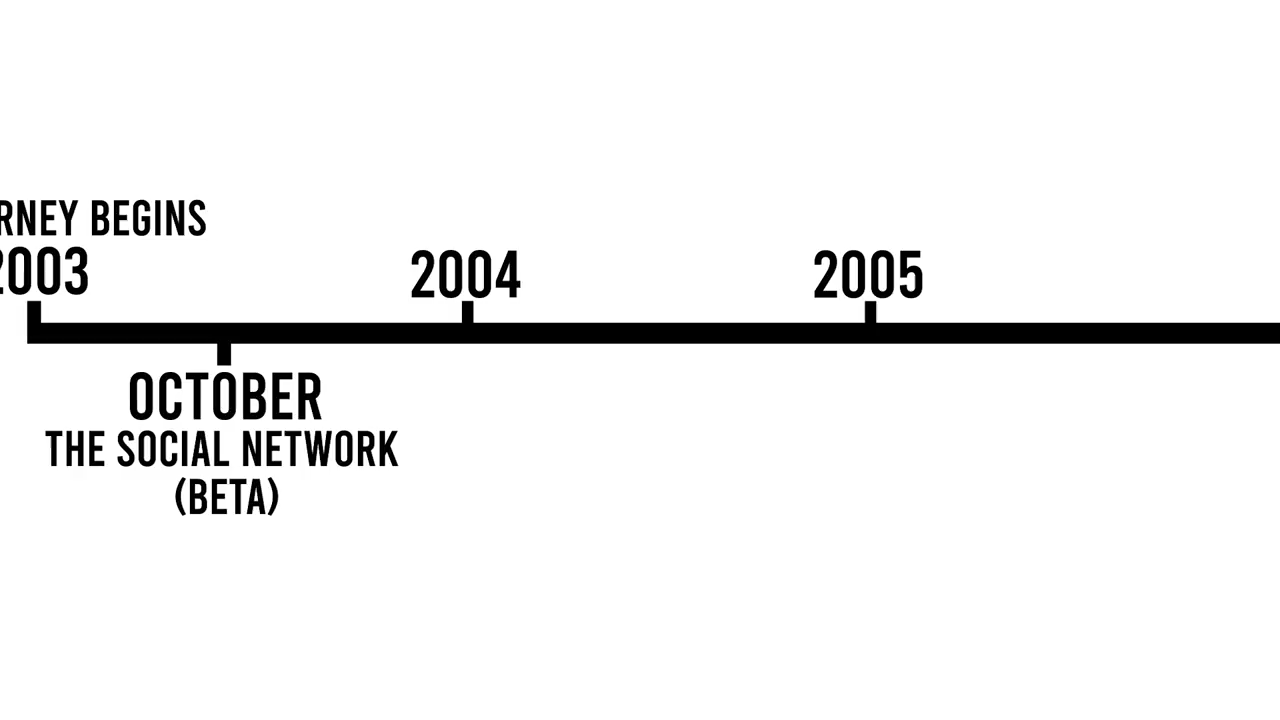 RNEY BEGINS
2003
2004
2005
OCTOBER
THE SOCIAL NETWORK
(BETA)